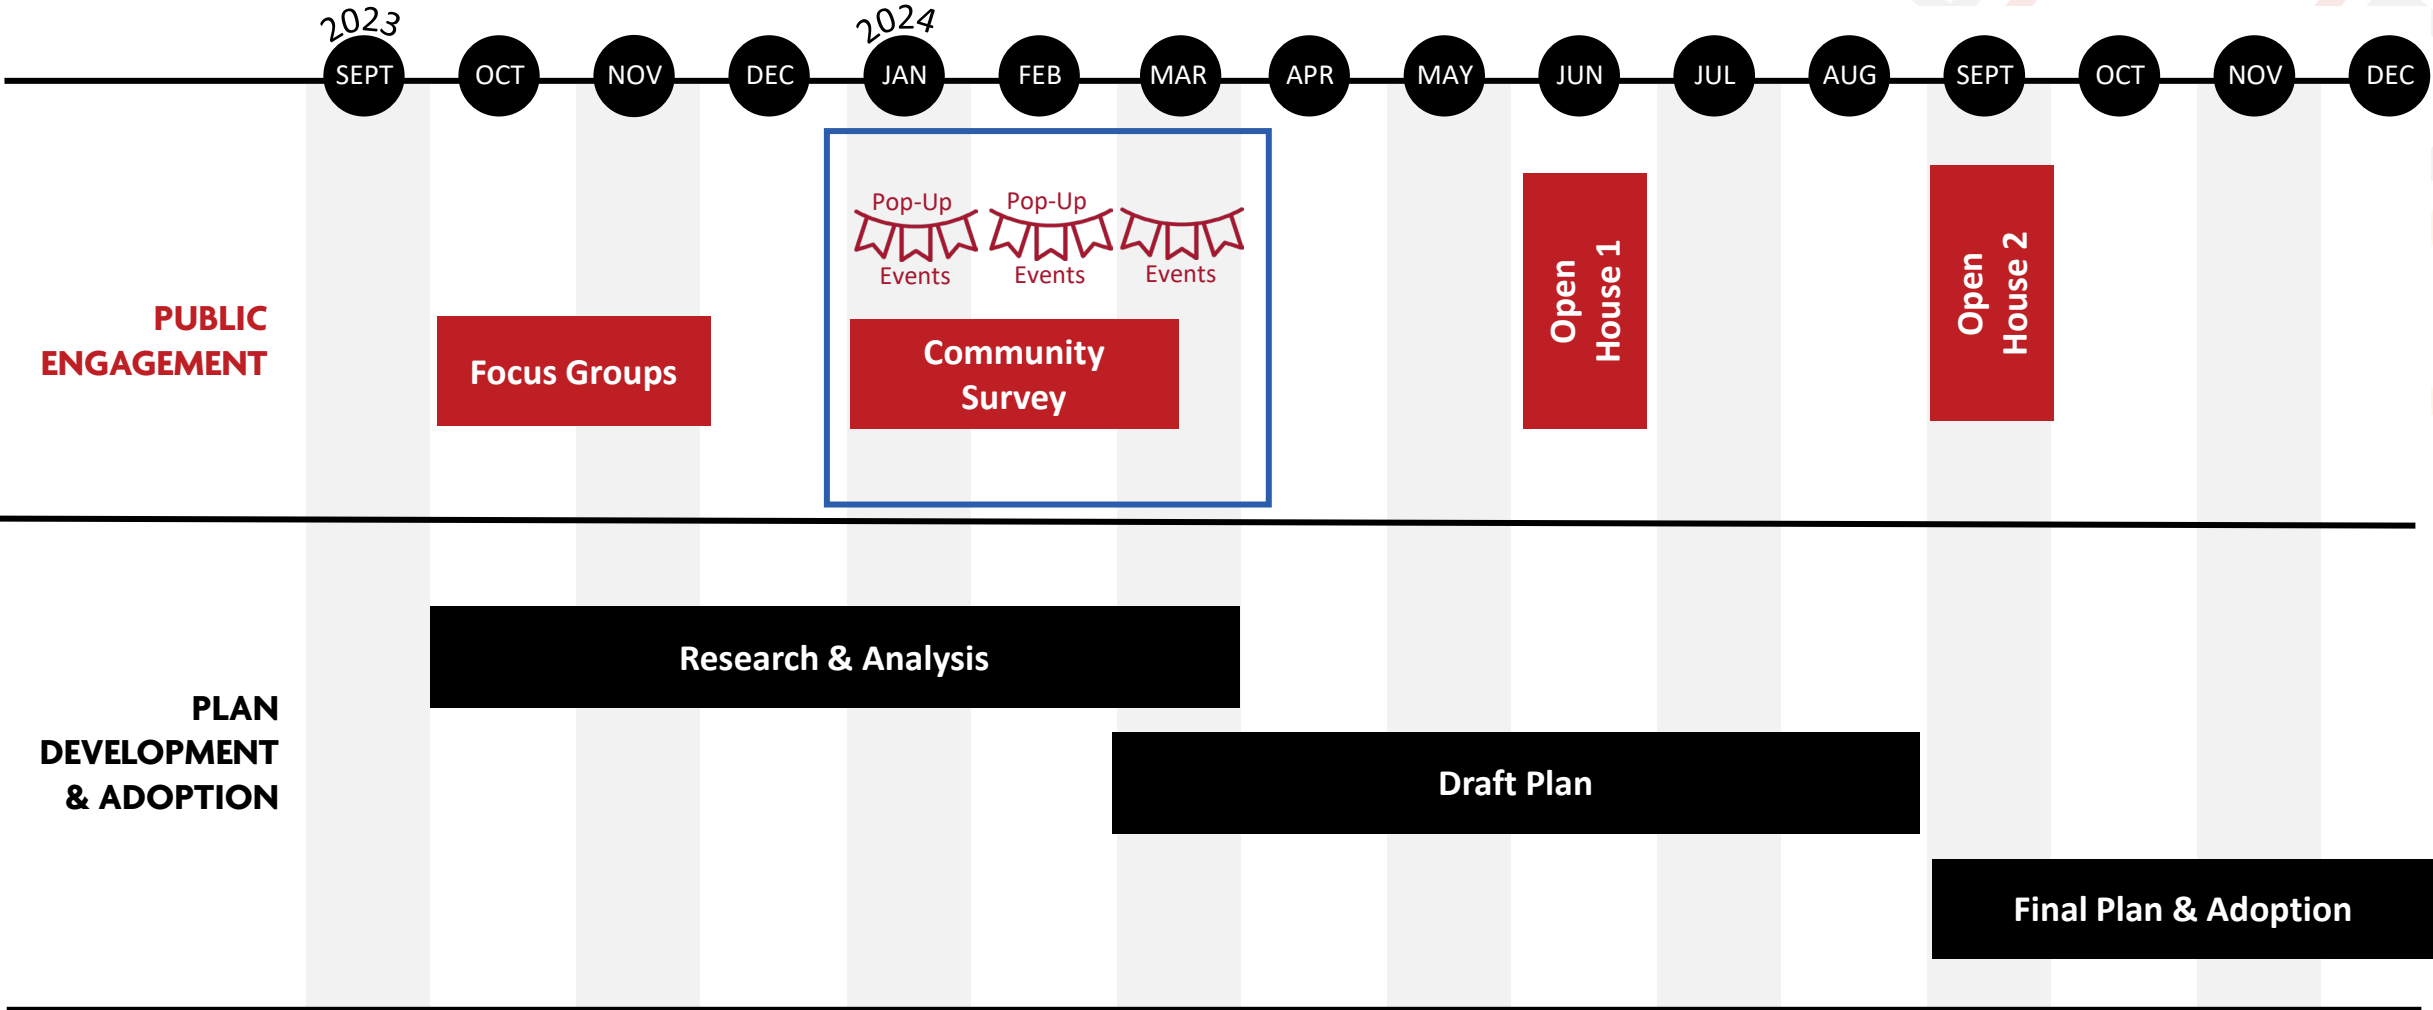 2023
2024
SEPT OCT NOV DEC JAN FEB MAR APR MAY JUN JUL AUG SEPT OCT NOV DEC
Pop-Up Pop-Up
Events Events Events
PUBLIC
ENGAGEMENT
Focus Groups
Community
Survey
Open
House 1
Open
House 2
PLAN
DEVELOPMENT
& ADOPTION
Research & Analysis
Draft Plan
Final Plan & Adoption